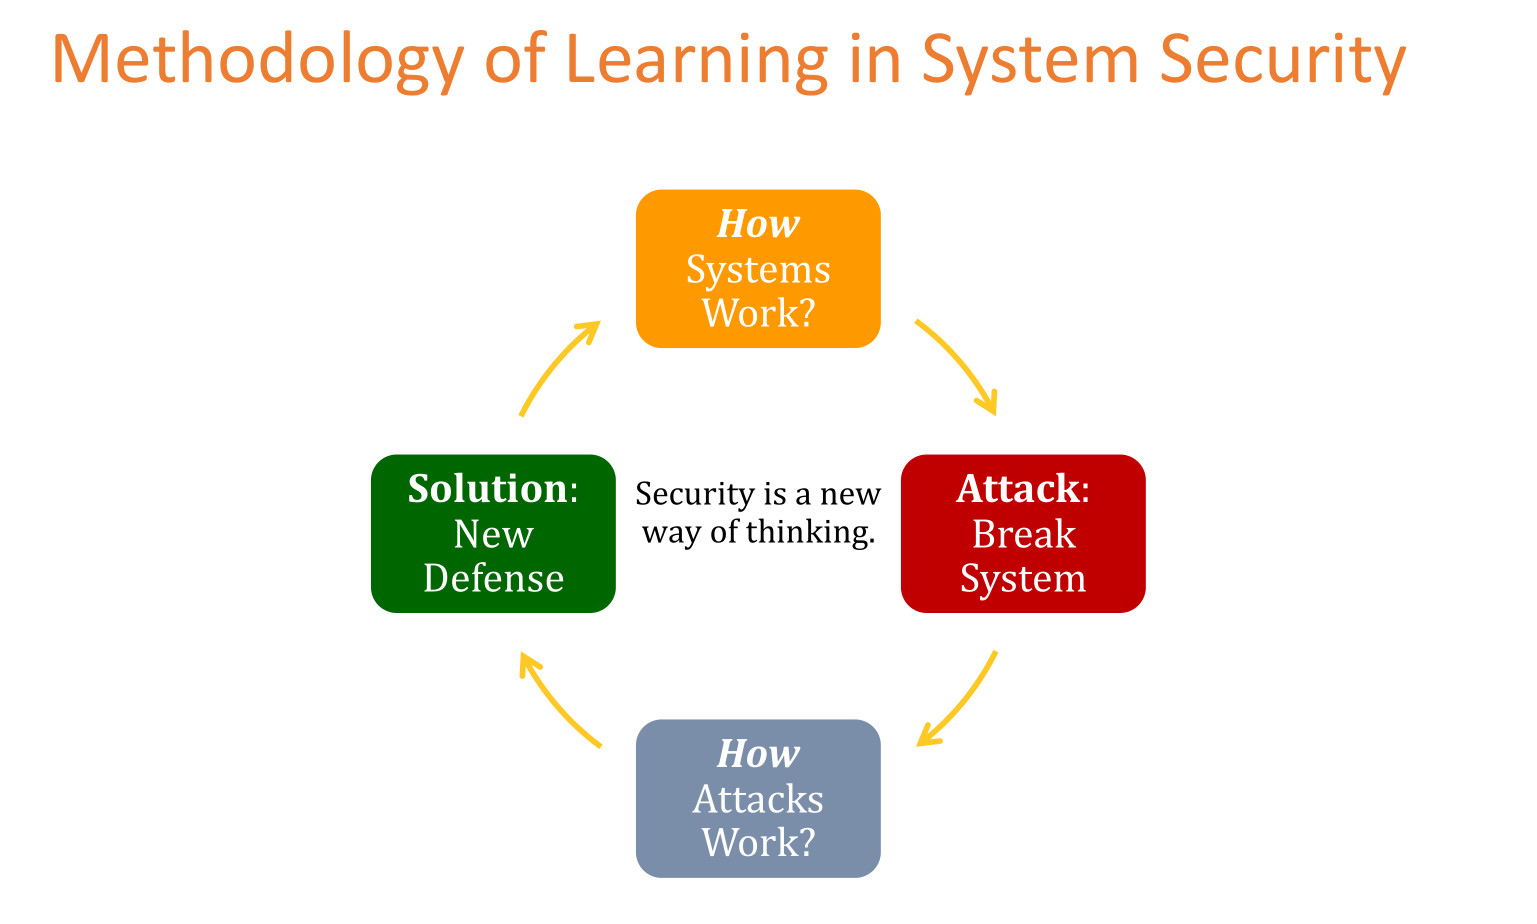 Methodology of Learning in System Security
How
Systems
Work?
Solution:
New
Defense
Security is a new
way of thinking.
Attack:
Break
System
How
Attacks
Work?